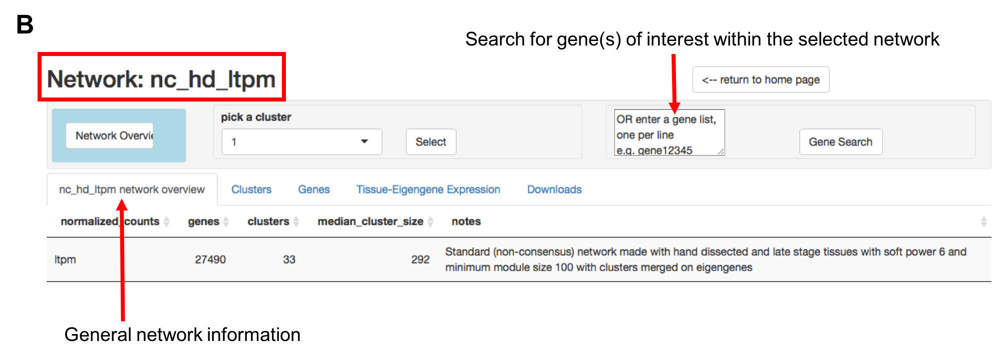 B
Search for gene(s) of interest within the selected network
Network: nc_hd_ltpm
<-- return to home page
Network Overvie
pick a cluster
1
Select
OR enter a gene list,
one per line
e.g. gene12345
Gene Search
nc_hd_ltpm network overview
Clusters
Genes
Tissue-Eigengene Expression
Downloads
normalized_counts genes clusters median_cluster_size notes
ltpm 27490 33 292 Standard (non-consensus) network made with hand dissected and late stage tissues with soft power 6 and
minimum module size 100 with clusters merged on eigengenes
General network information